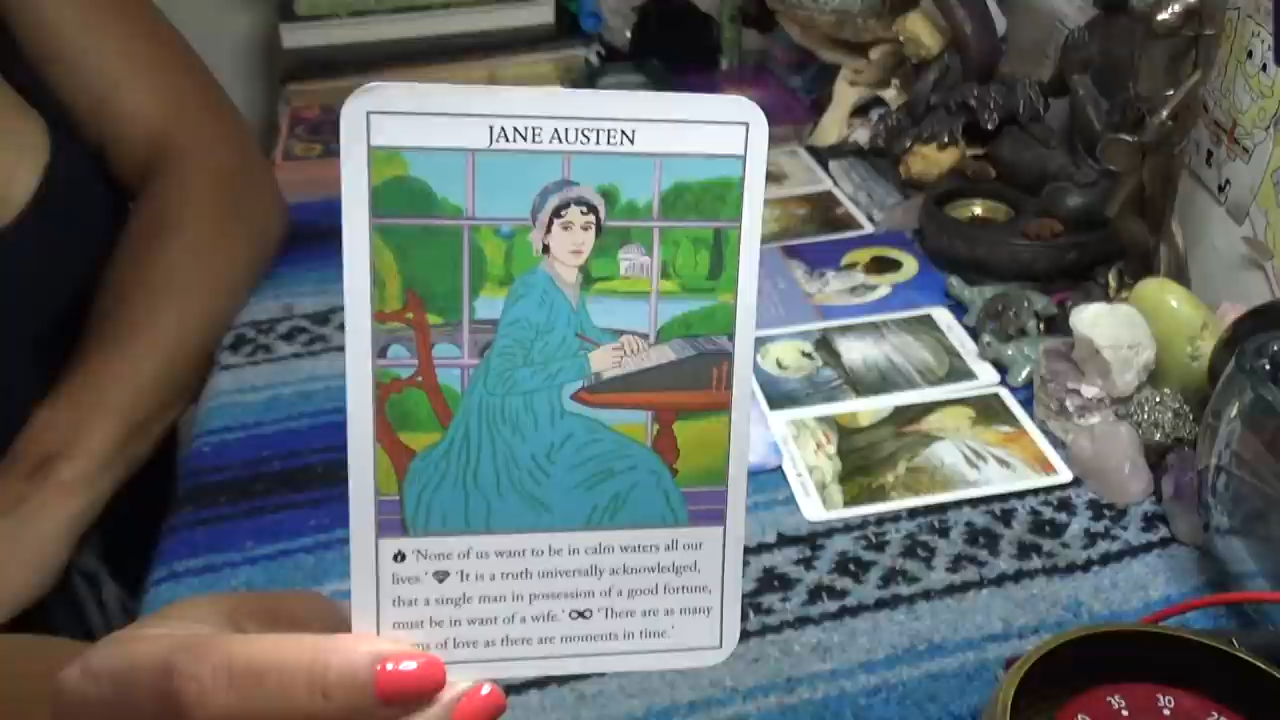 JANE AUSTEN
'None of us want to be in calm waters all our
lives.' 'It is a truth universally acknowledged,
that a single man in possession of a good fortune,
must be in want of a wife.' ∞ 'There are as many
of love as there are moments in time.'
35 30